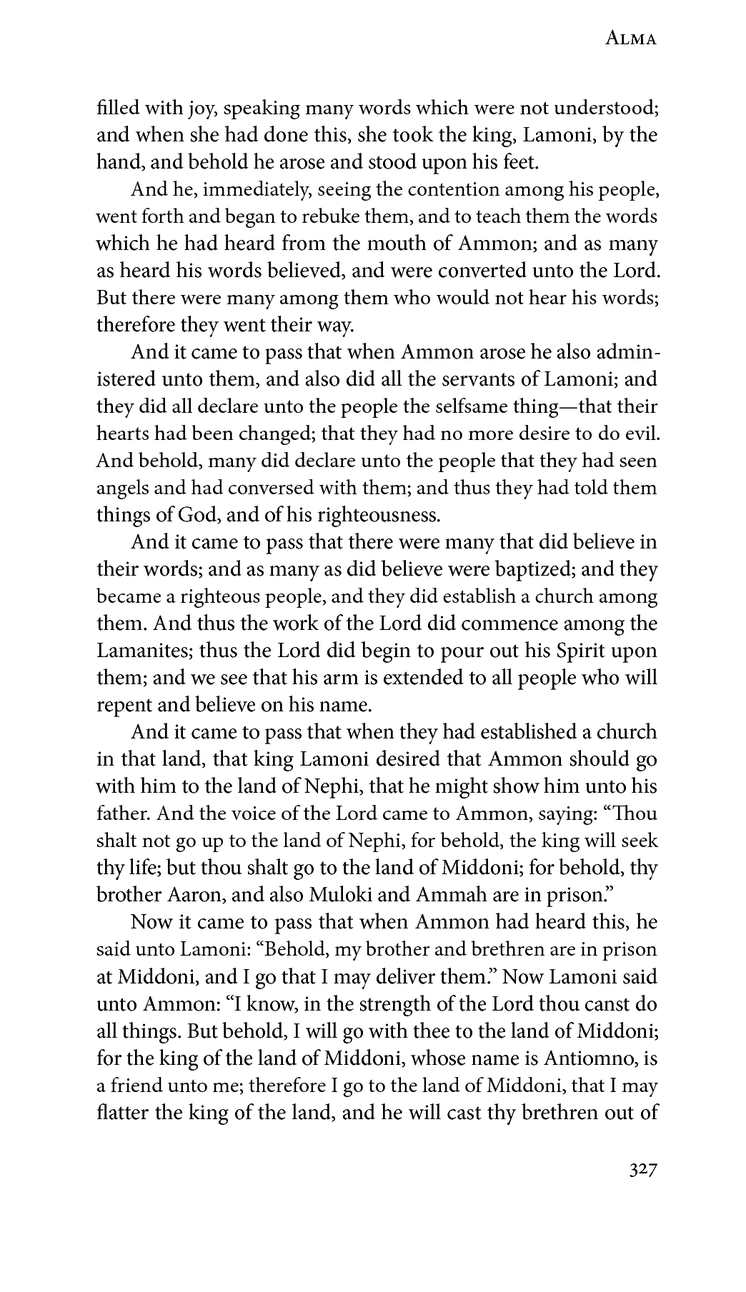 Alma
filled with joy, speaking many words which were not understood;
and when she had done this, she took the king, Lamoni, by the
hand, and behold he arose and stood upon his feet.
And he, immediately, seeing the contention among his people,
went forth and began to rebuke them, and to teach them the words
which he had heard from the mouth of Ammon; and as many
as heard his words believed, and were converted unto the Lord.
But there were many among them who would not hear his words;
therefore they went their way.
And it came to pass that when Ammon arose he also admin-
istered unto them, and also did all the servants of Lamoni; and
they did all declare unto the people the selfsame thing—that their
hearts had been changed; that they had no more desire to do evil.
And behold, many did declare unto the people that they had seen
angels and had conversed with them; and thus they had told them
things of God, and of his righteousness.
And it came to pass that there were many that did believe in
their words; and as many as did believe were baptized; and they
became a righteous people, and they did establish a church among
them. And thus the work of the Lord did commence among the
Lamanites; thus the Lord did begin to pour out his Spirit upon
them; and we see that his arm is extended to all people who will
repent and believe on his name.
And it came to pass that when they had established a church
in that land, that king Lamoni desired that Ammon should go
with him to the land of Nephi, that he might show him unto his
father. And the voice of the Lord came to Ammon, saying: “Thou
shalt not go up to the land of Nephi, for behold, the king will seek
thy life; but thou shalt go to the land of Middoni; for behold, thy
brother Aaron, and also Muloki and Ammah are in prison.”
Now it came to pass that when Ammon had heard this, he
said unto Lamoni: “Behold, my brother and brethren are in prison
at Middoni, and I go that I may deliver them.” Now Lamoni said
unto Ammon: “I know, in the strength of the Lord thou canst do
all things. But behold, I will go with thee to the land of Middoni;
for the king of the land of Middoni, whose name is Antiomno, is
a friend unto me; therefore I go to the land of Middoni, that I may
flatter the king of the land, and he will cast thy brethren out of
327